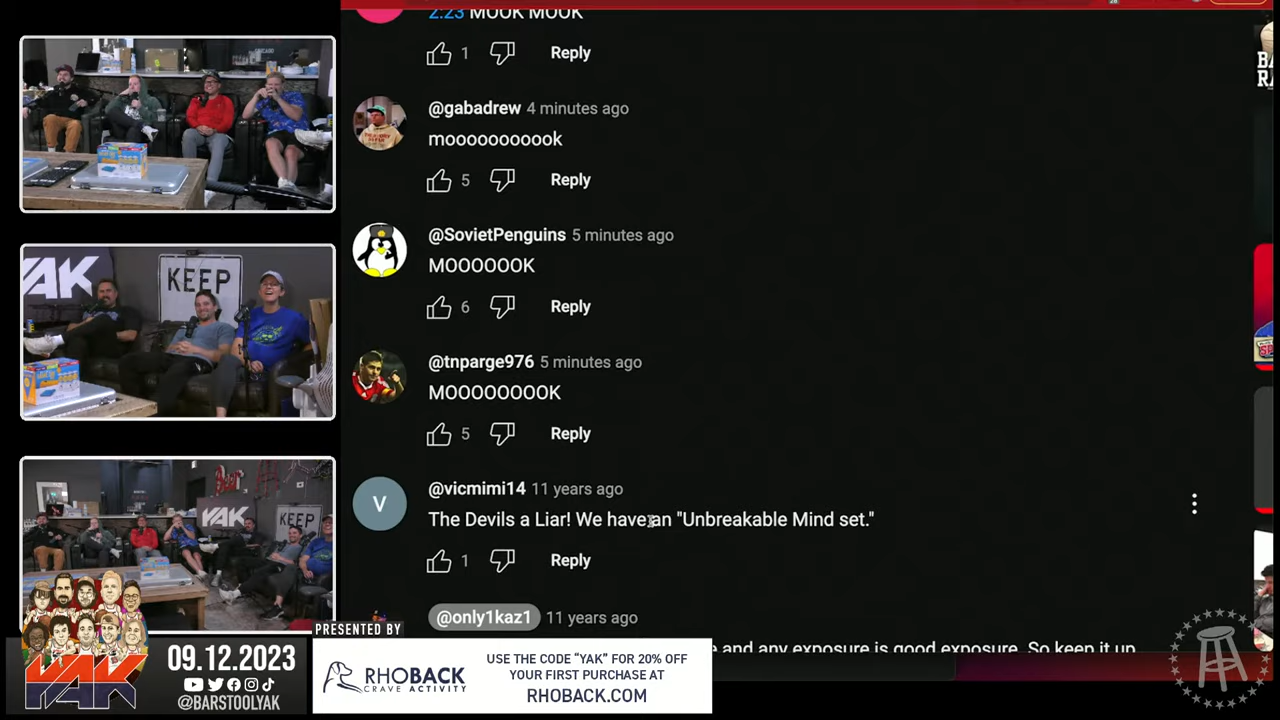 2:23 MOOK MOOK
1 Reply
@gabadrew 4 minutes ago
mooooooooook
5 Reply
@SovietPenguins 5 minutes ago
MOOOOOOK
6 Reply
@tnparge976 5 minutes ago
MOOOOOOOOK
5 Reply
V @vicmimi14 11 years ago
The Devils a Liar! We have an "Unbreakable Mind set."
1 Reply
@only1kaz1 11 years ago
and any exposure is good exposure. So keep it up
YAK
KEEP
YAK
KEEP
PRESENTED BY
YAK
09.12.2023
@BARSTOOLYAK
RHOBACK
CRAVE ACTIVITY
USE THE CODE "YAK" FOR 20% OFF
YOUR FIRST PURCHASE AT
RHOBACK.COM